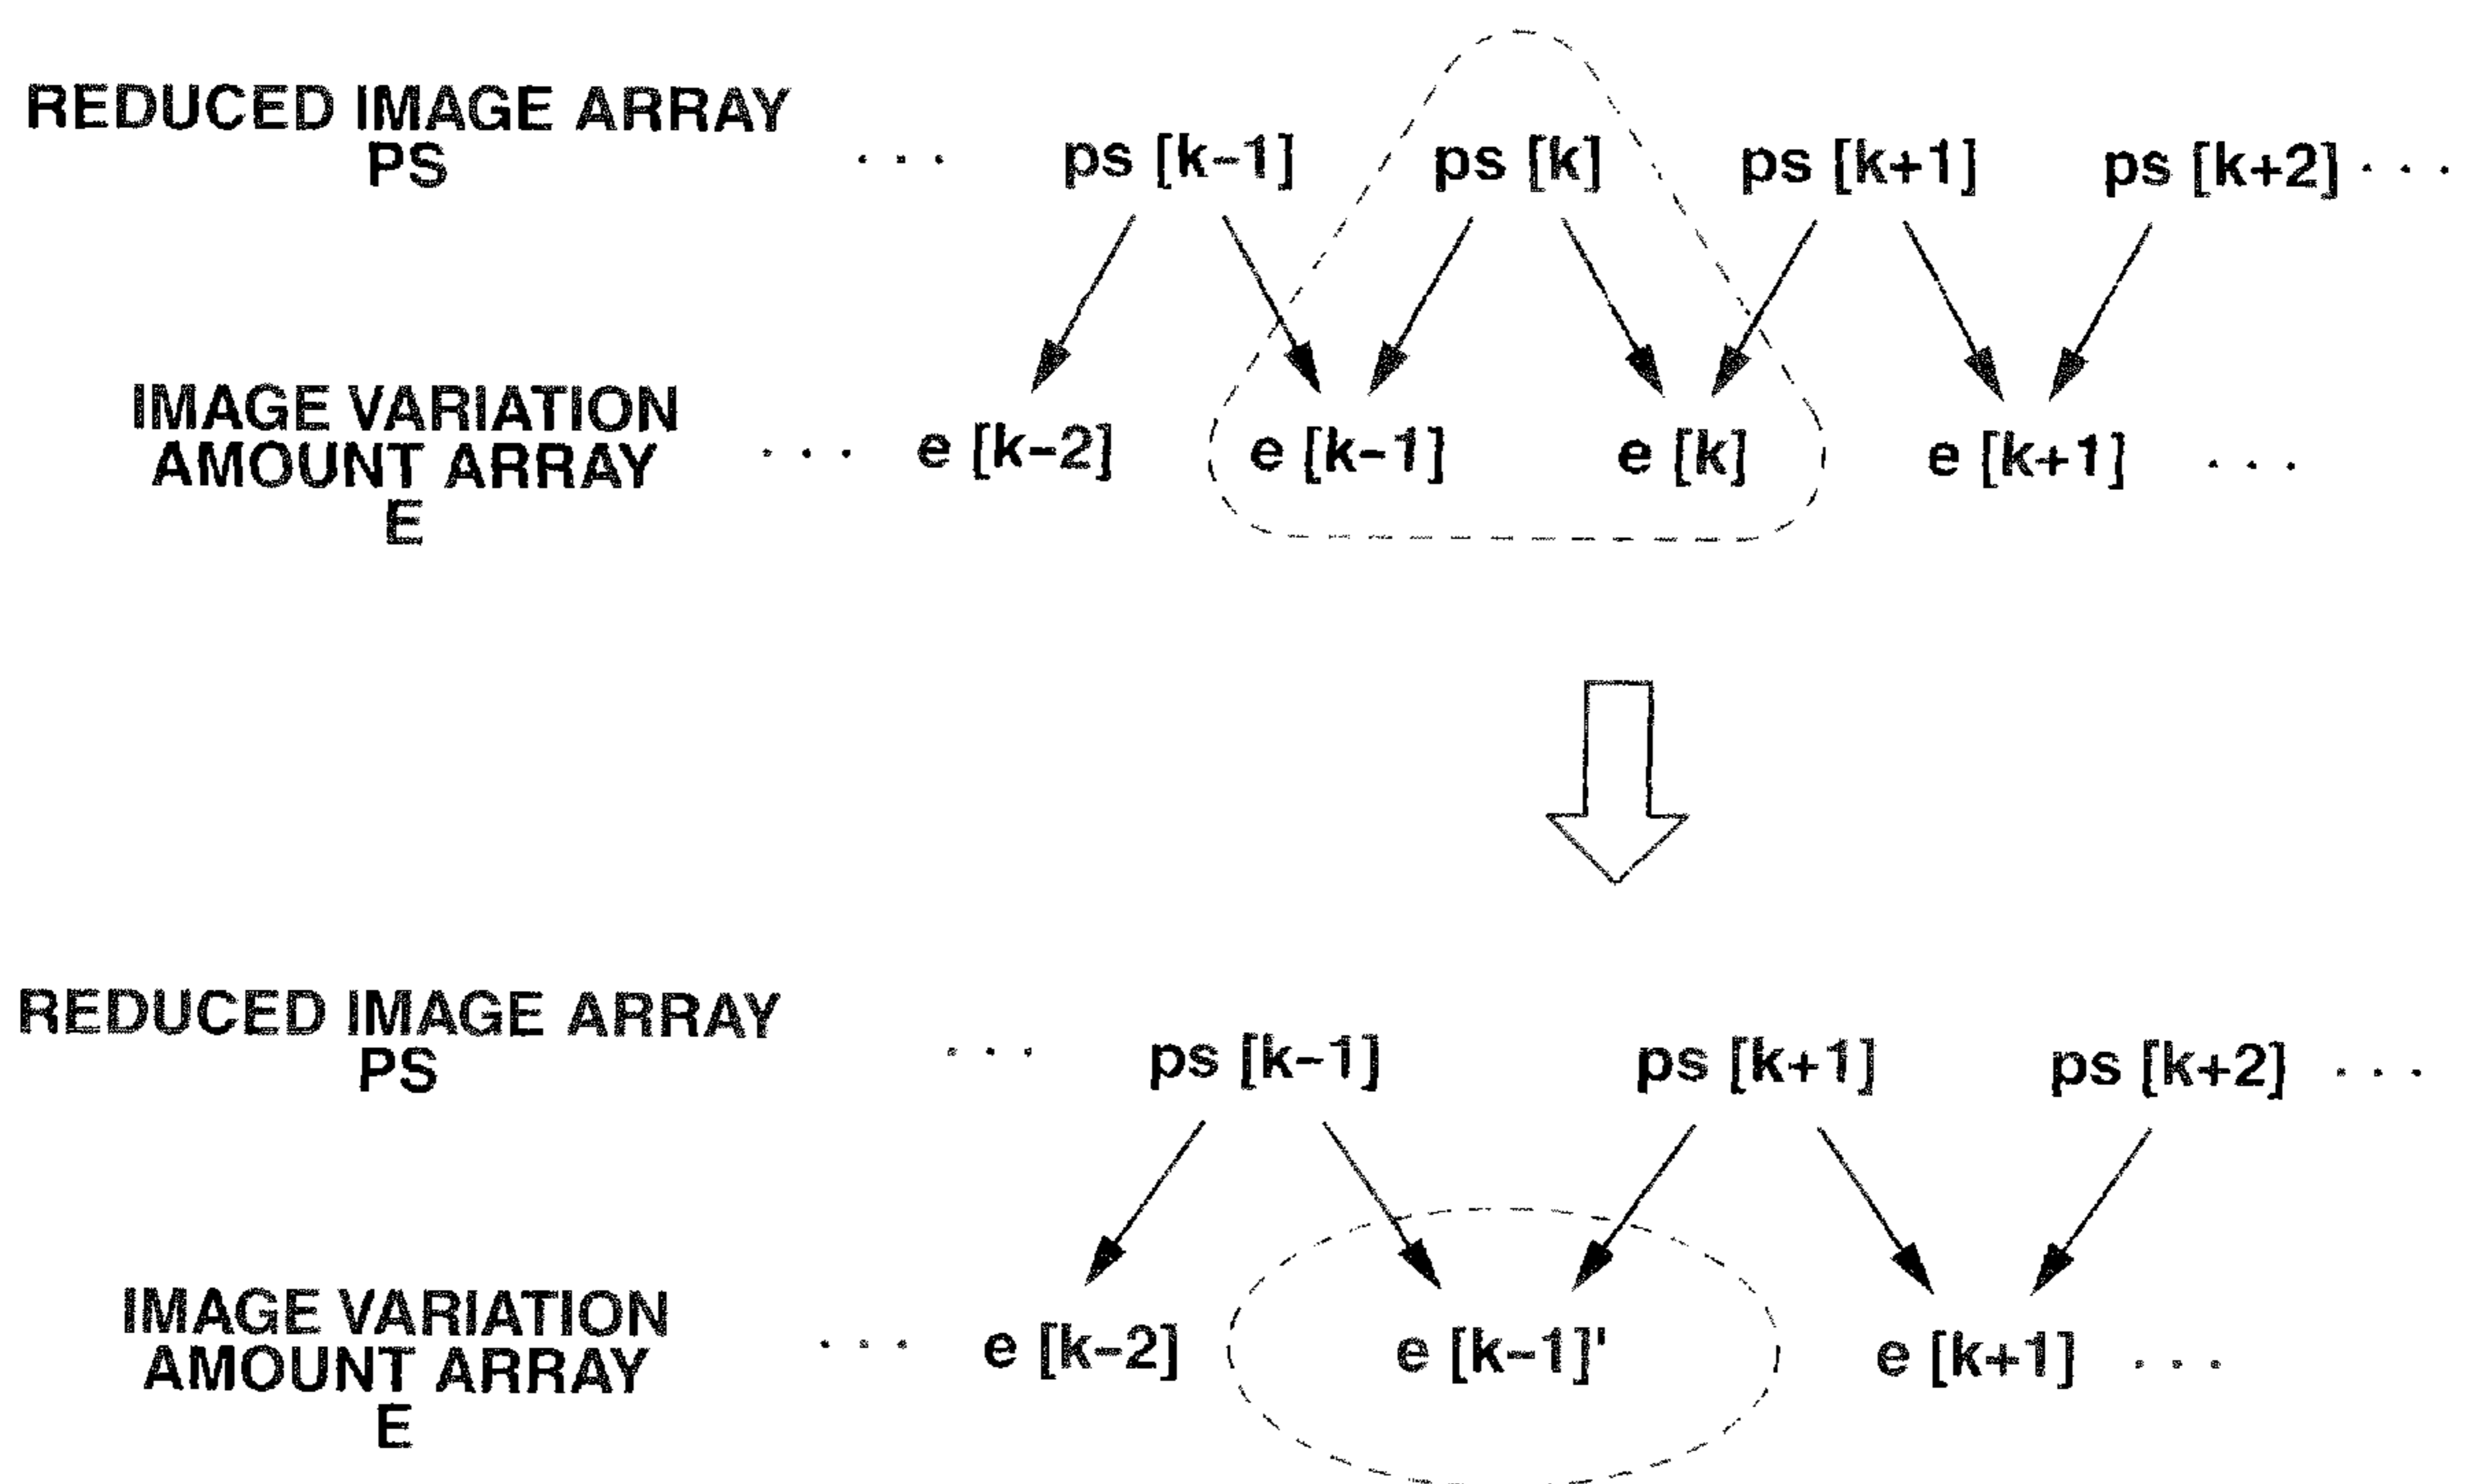 REDUCED IMAGE ARRAY
PS
... ps [k-1] ps [k] ps [k+1] ps [k+2] ...
IMAGE VARIATION
AMOUNT ARRAY
E
... e [k-2] e [k-1] e [k] e [k+1] ...
REDUCED IMAGE ARRAY
PS
... ps [k-1] ps [k+1] ps [k+2] ...
IMAGE VARIATION
AMOUNT ARRAY
E
... e [k-2] e [k-1]' e [k+1] ...